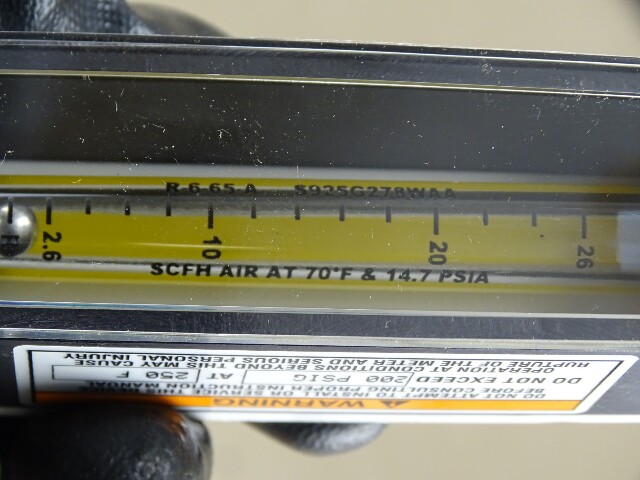 R-6-65-A S925G278WAA
2.6 10 20 26
SCFH AIR AT 70°F & 14.7 PSIA
WARNING
DO NOT ATTEMPT TO INSTALL OR SERVICE
BEFORE CONSULTING PROPER INSTRUCTION MANUAL.
DO NOT EXCEED 200 PSIG AT 250 F
OPERATION AT CONDITIONS BEYOND THIS MAY CAUSE
RUPTURE OF THE METER AND SERIOUS PERSONAL INJURY